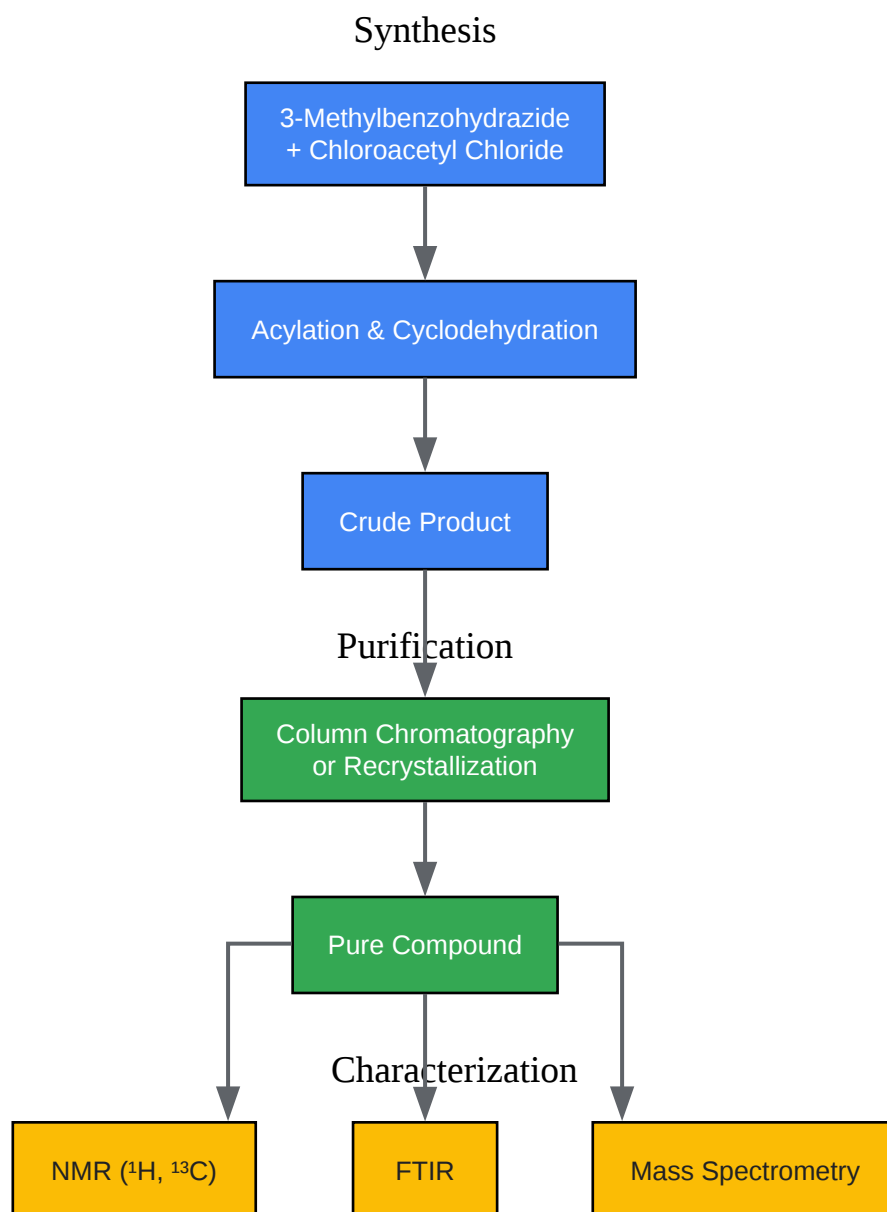 Synthesis
3-Methylbenzohydrazide
+ Chloroacetyl Chloride
Acylation & Cyclodehydration
Crude Product
Purification
Column Chromatography
or Recrystallization
Pure Compound
Characterization
NMR (¹H, ¹³C)
FTIR
Mass Spectrometry